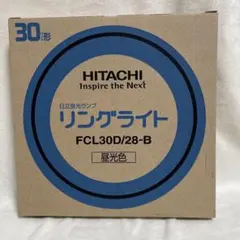 30形
HITACHI
Inspire the Next
日立蛍光ランプ
リングライト
FCL30D/28-B
昼光色